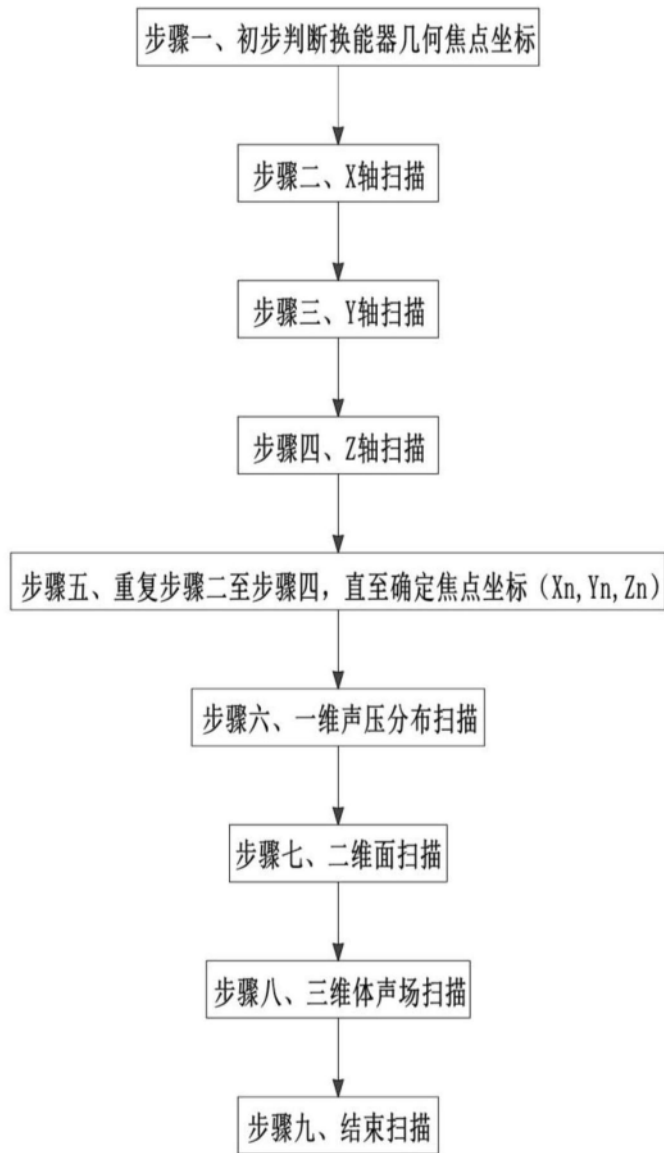 步骤一、初步判断换能器几何焦点坐标
步骤二、X轴扫描
步骤三、Y轴扫描
步骤四、Z轴扫描
步骤五、重复步骤二至步骤四，直至确定焦点坐标（Xn,Yn,Zn）
步骤六、一维声压分布扫描
步骤七、二维面扫描
步骤八、三维体声场扫描
步骤九、结束扫描